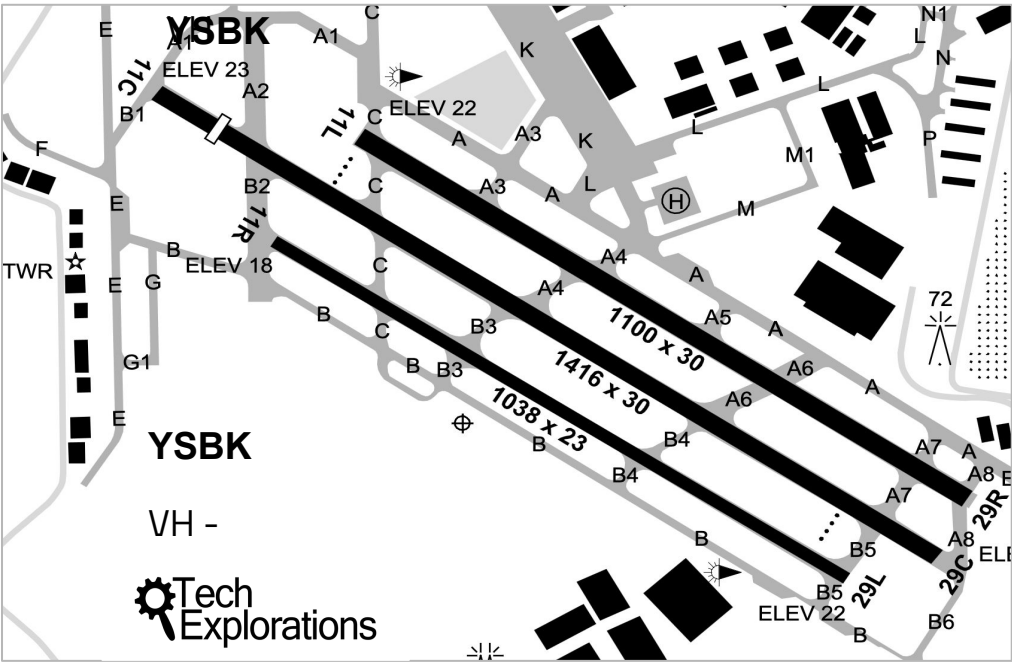 E
YSBK
A1
A1
C
K
N1
L
N
11C
ELEV 23
A2
ELEV 22
L
B1
11L
C
A
A3
K
L
M1
P
F
B2
C
A3
A
L
H
M
E
11R
B
ELEV 18
TWR
E
G
C
A4
A
A4
72
B
C
B3
1100 x 30
A5
A
G1
B
B3
1416 x 30
A6
A
A6
E
1038 x 23
YSBK
B
B4
A7
A
B4
A8
A7
29R
VH -
B
B5
A8
29C
Tech
Explorations
B5
29L
ELEV 22
B6
B